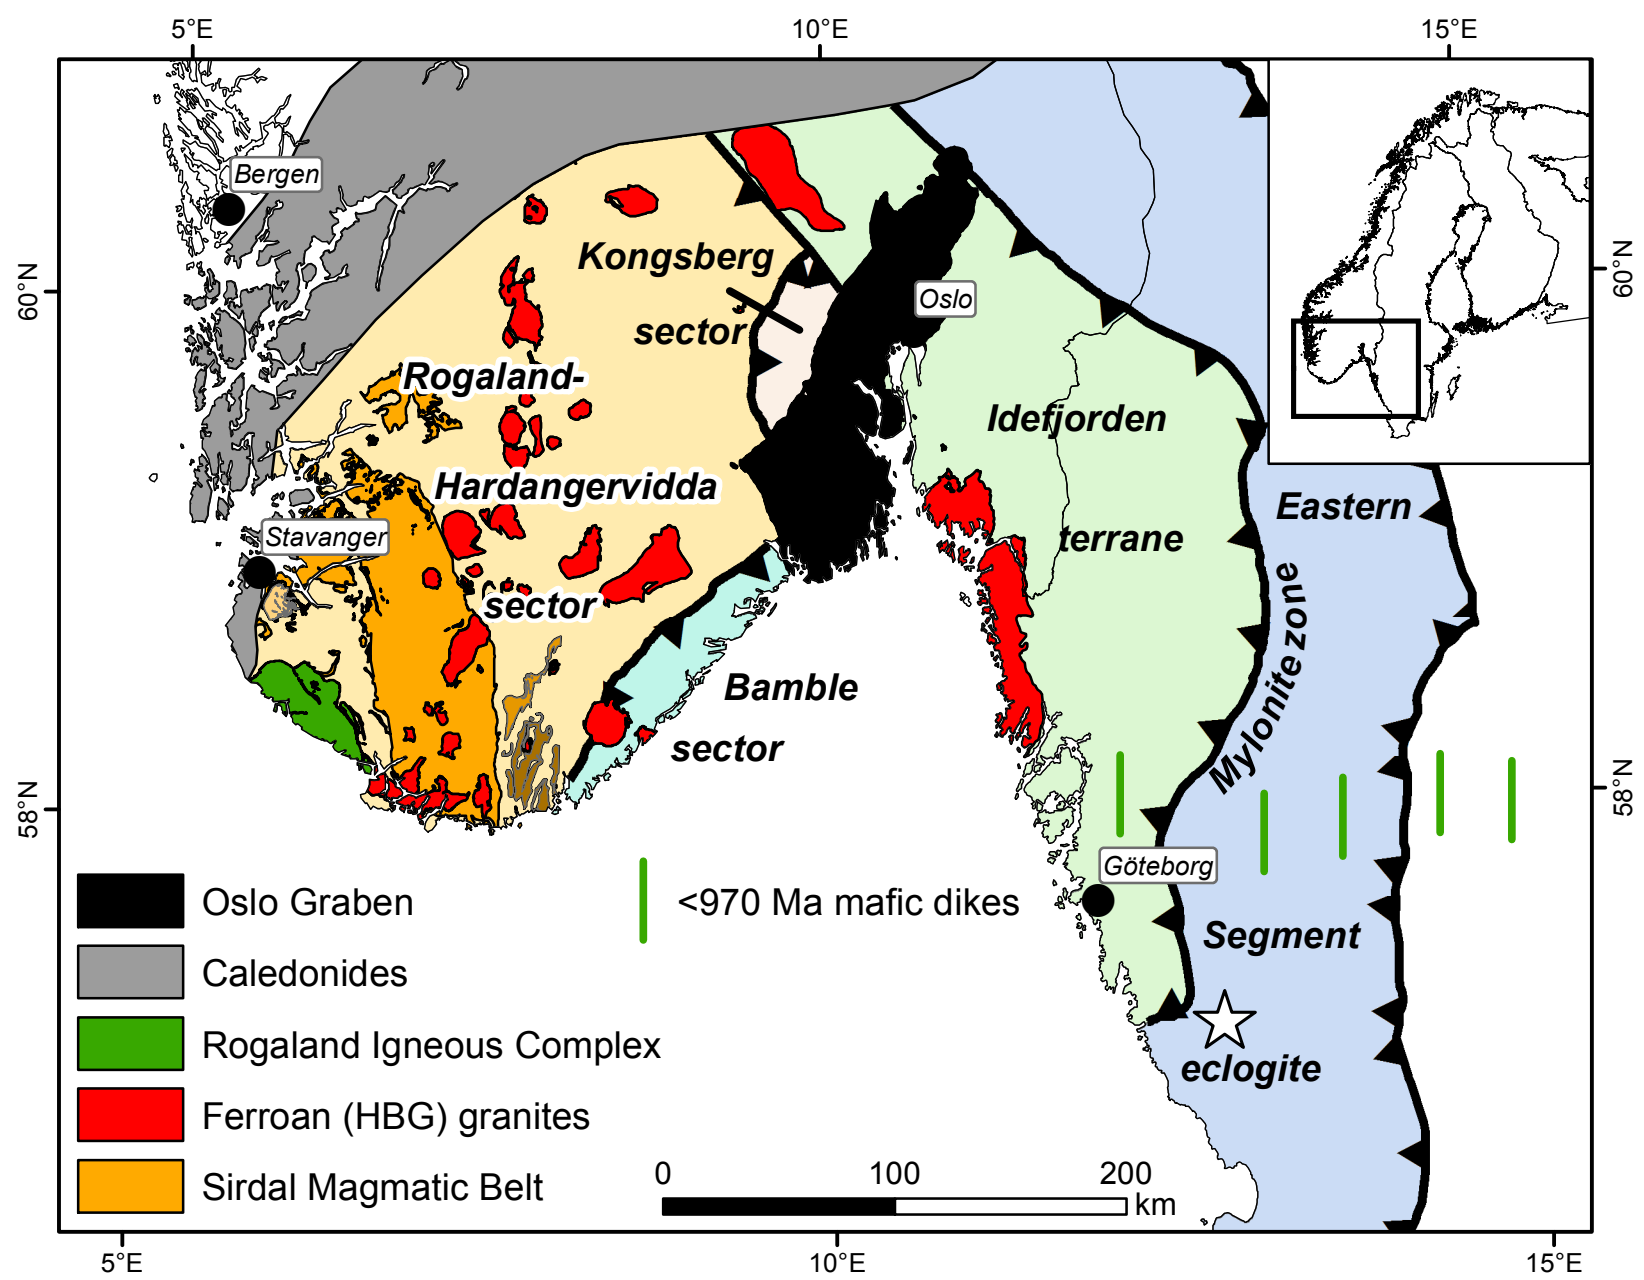 5°E
10°E
15°E
Bergen
60°N
60°N
Kongsberg
sector
Oslo
Rogaland-
Hardangervidda
sector
Idefjorden
terrane
Eastern
Segment
Stavanger
Mylonite zone
Bamble
sector
58°N
58°N
Göteborg
eclogite
Oslo Graben
<970 Ma mafic dikes
Caledonides
Rogaland Igneous Complex
Ferroan (HBG) granites
Sirdal Magmatic Belt
0
100
200
km
5°E
10°E
15°E